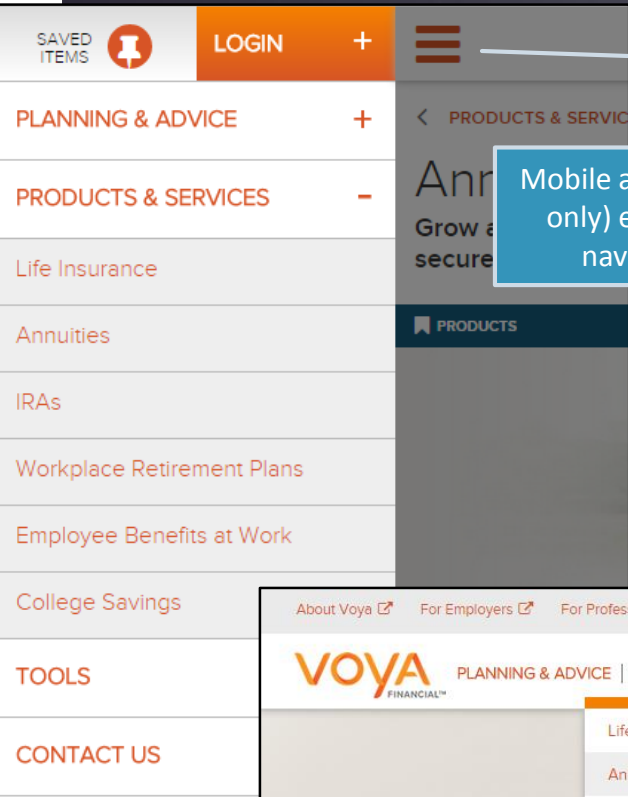 SAVED
ITEMS
LOGIN +
PLANNING & ADVICE +
PRODUCTS & SERVICES -
Life Insurance
Annuities
IRAs
Workplace Retirement Plans
Employee Benefits at Work
College Savings
TOOLS
CONTACT US
< PRODUCTS & SERVIC
Ann
Grow a
secure
Mobile a
only) e
nav
PRODUCTS
About Voya
For Employers
For Profes
VOYA
FINANCIAL™
PLANNING & ADVICE |
Life
An